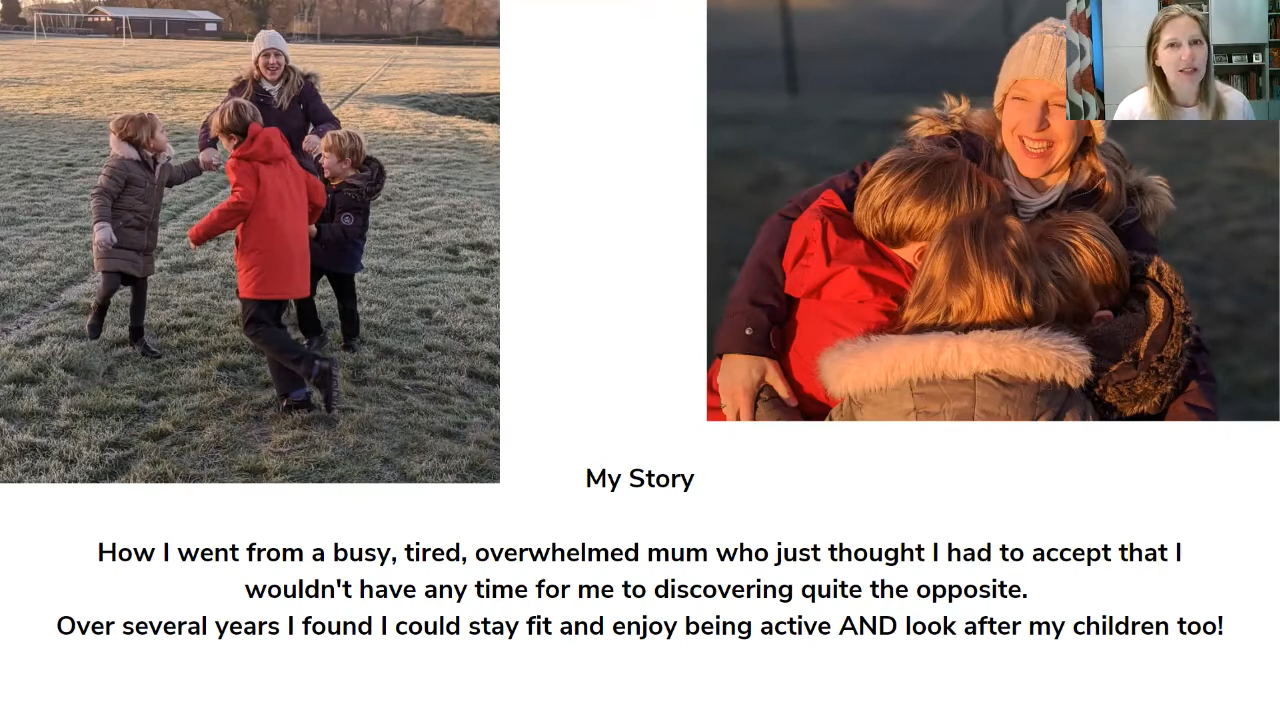 My Story
How I went from a busy, tired, overwhelmed mum who just thought I had to accept that I
wouldn't have any time for me to discovering quite the opposite.
Over several years I found I could stay fit and enjoy being active AND look after my children too!